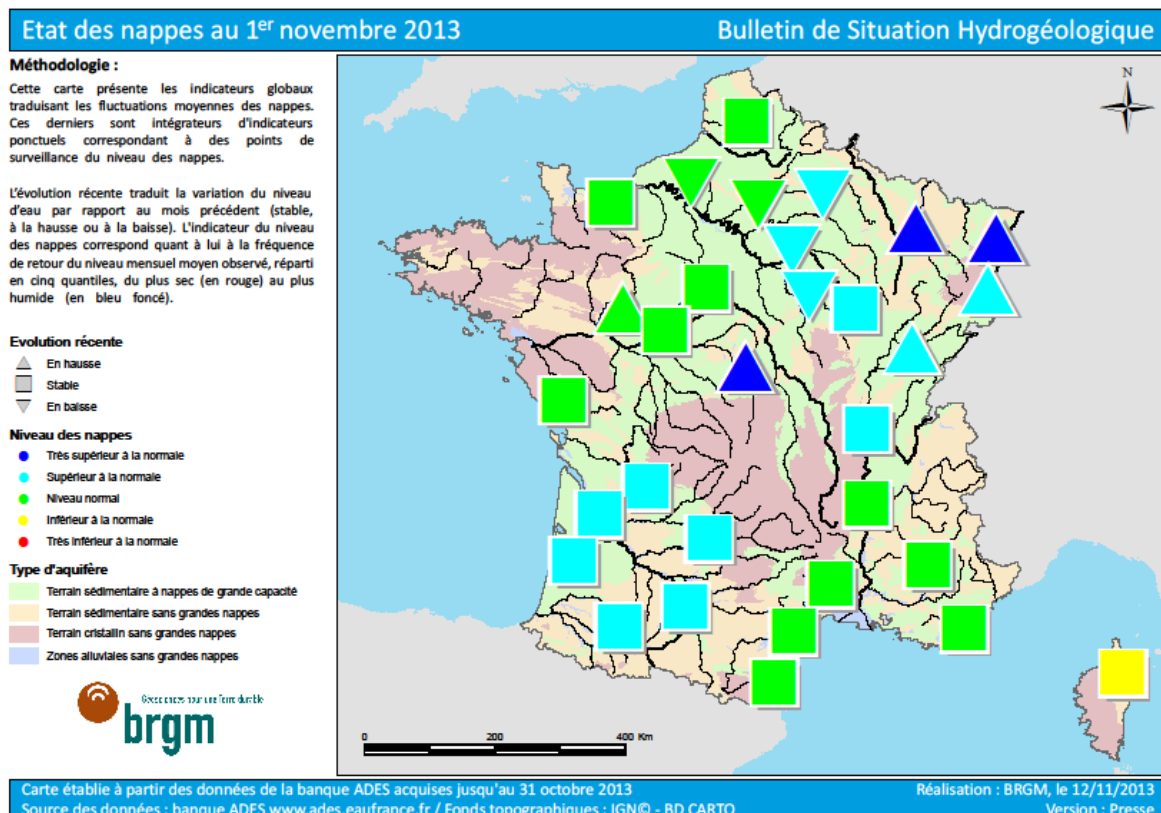 Etat des nappes au 1er novembre 2013
Bulletin de Situation Hydrogéologique
Méthodologie :
Cette carte présente les indicateurs globaux
traduisant les fluctuations moyennes des nappes.
Ces derniers sont intégrateurs d'indicateurs
ponctuels correspondant à des points de
surveillance du niveau des nappes.
L'évolution récente traduit la variation du niveau
d'eau par rapport au mois précédent (stable,
à la hausse ou à la baisse). L'indicateur du niveau
des nappes correspond quant à lui à la fréquence
de retour du niveau mensuel moyen observé, réparti
en cinq quantiles, du plus sec (en rouge) au plus
humide (en bleu foncé).
Evolution récente
En hausse
Stable
En baisse
Niveau des nappes
Très supérieur à la normale
Supérieur à la normale
Niveau normal
Inférieur à la normale
Très inférieur à la normale
Type d'aquifère
Terrain sédimentaire à nappes de grande capacité
Terrain sédimentaire sans grandes nappes
Terrain cristallin sans grandes nappes
Zones alluviales sans grandes nappes
Géosciences pour une Terre durable
brgm
N
0 200 400 Km
Carte établie à partir des données de la banque ADES acquises jusqu'au 31 octobre 2013
Réalisation : BRGM, le 12/11/2013
Source des données : banque ADES www.ades.eaufrance.fr / Fonds topographiques : IGN© - BD CARTO
Version : Presse